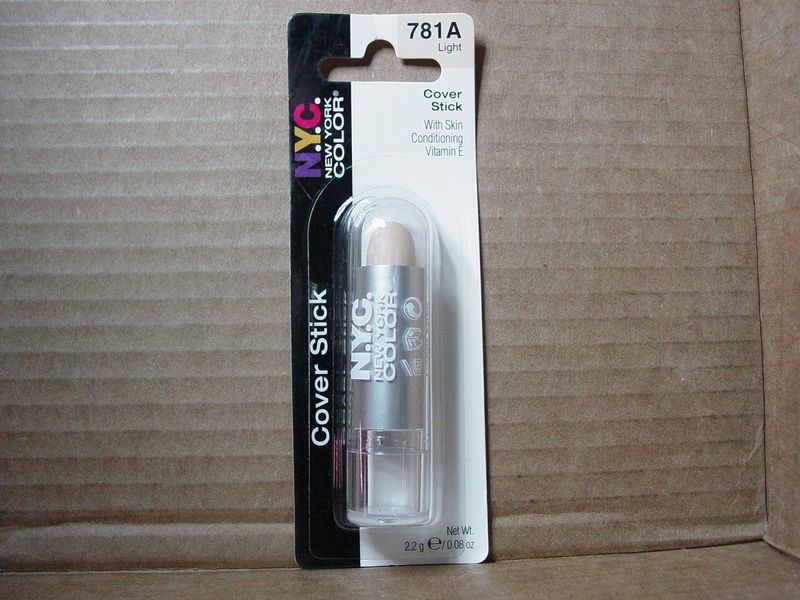 781A
Light
Cover
Stick
With Skin
Conditioning
Vitamin E
N.Y.C.
NEW YORK
COLOR®
Cover Stick
N.Y.C.
NEW YORK
COLOR
Net Wt.
2.2 g e/0.08 oz